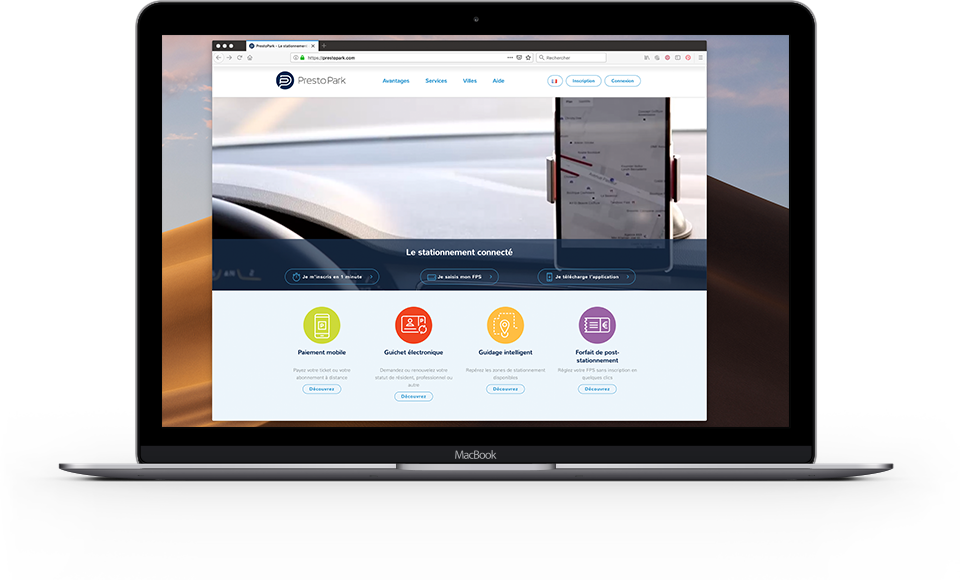 PrestoPark - Le stationnement
https://prestopark.com
Rechercher
PrestoPark
Avantages Services Villes Aide Inscription Connexion
Le stationnement connecté
Je m'inscris en 1 minute
Je saisis mon FPS
Je télécharge l'application
Paiement mobile
Payez votre ticket ou votre
abonnement à distance
Découvrez
Guichet électronique
Demandez ou renouvelez votre
statut de résident, professionnel ou
autre
Découvrez
Guidage intelligent
Repérez les zones de stationnement
disponibles
Découvrez
Forfait de post-
stationnement
Réglez votre FPS sans inscription en
quelques clics
Découvrez
MacBook